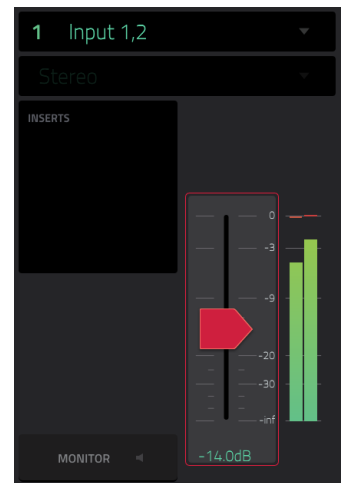 1 Input 1,2
Stereo
INSERTS
0
-3
-9
-20
-30
-inf
-14.0dB
MONITOR